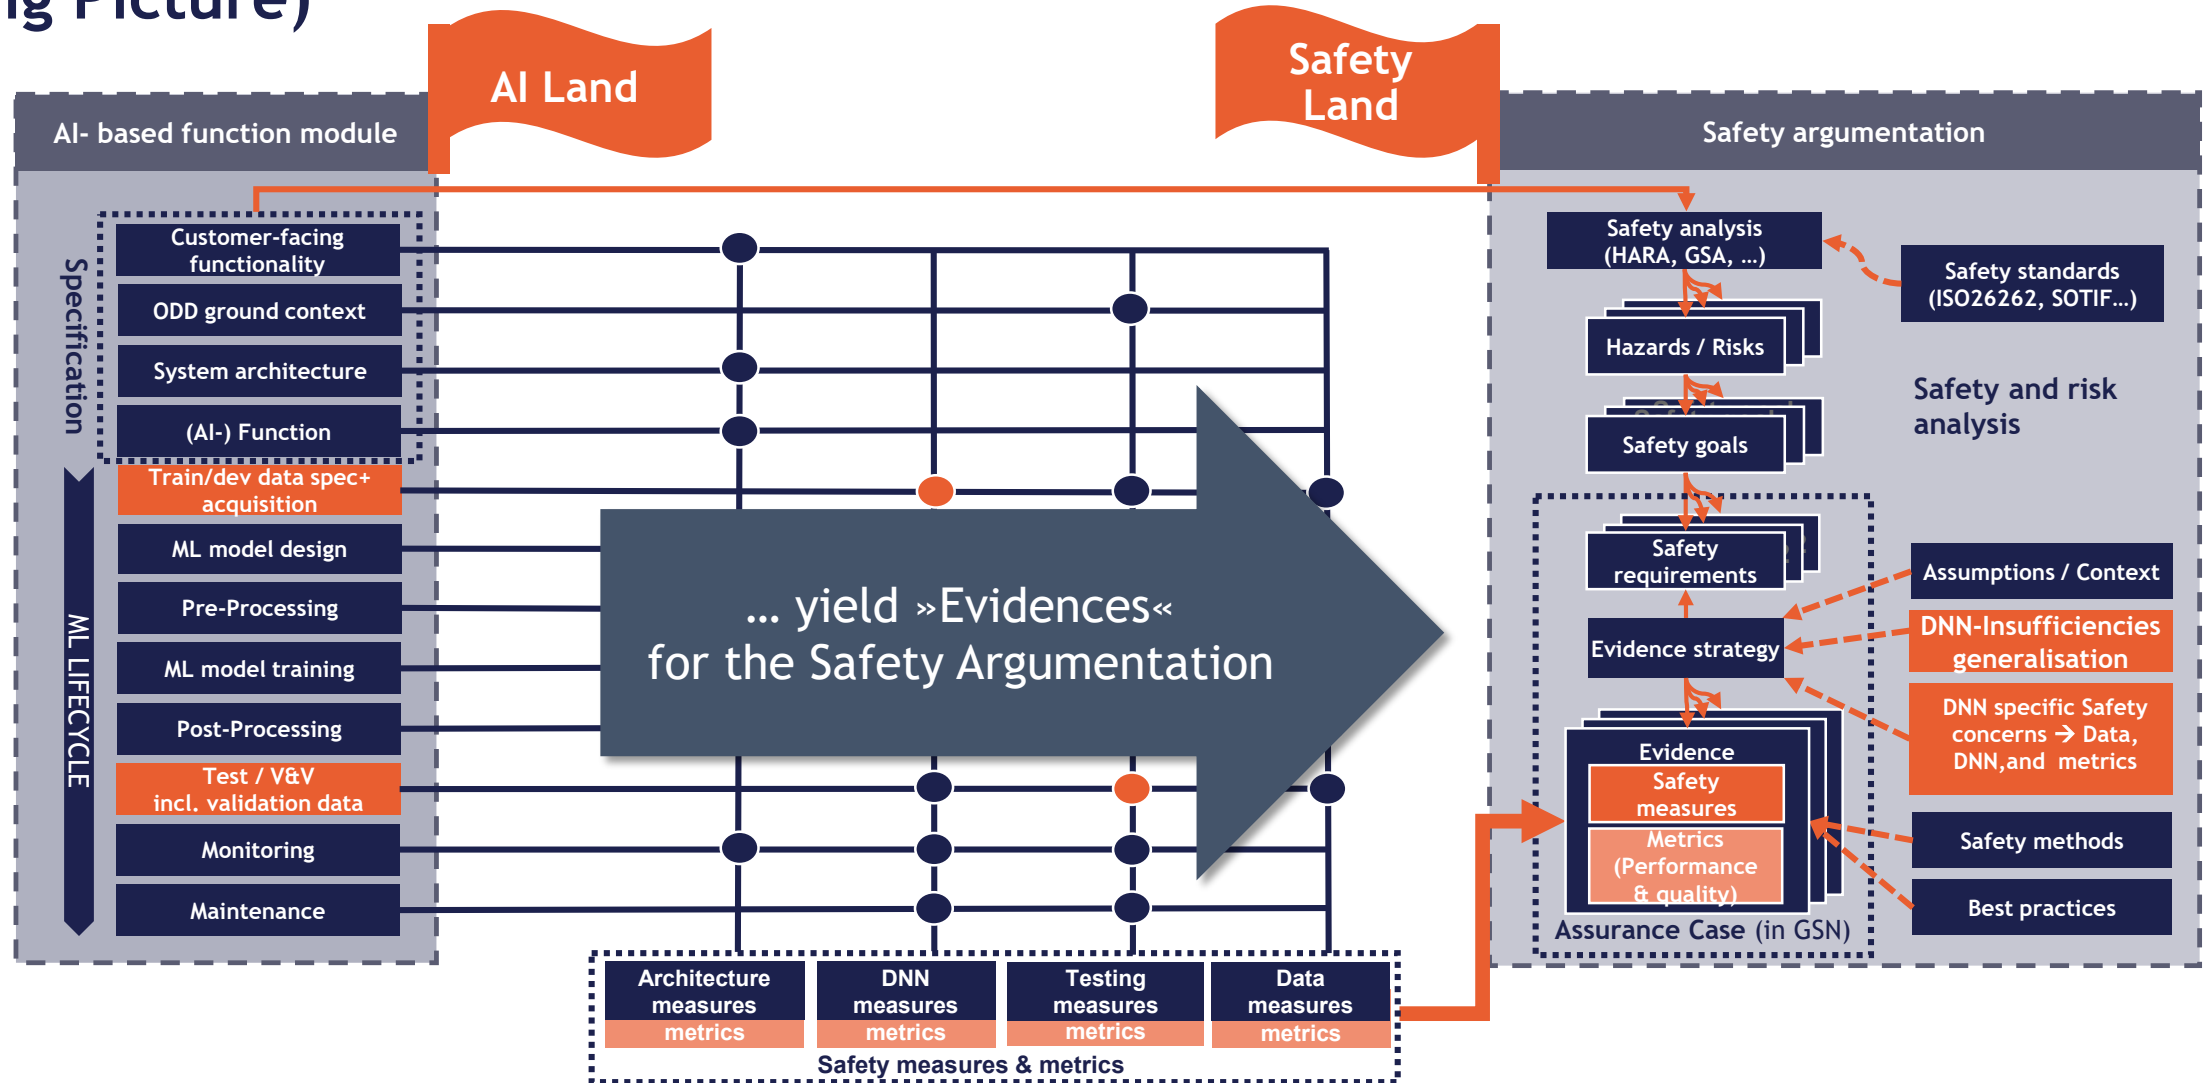 ng Picture)
AI Land
Safety
Land
AI- based function module
Safety argumentation
Specification
Customer-facing
functionality
ODD ground context
System architecture
(AI-) Function
ML LIFECYCLE
Train/dev data spec+
acquisition
ML model design
Pre-Processing
ML model training
Post-Processing
Test / V&V
incl. validation data
Monitoring
Maintenance
… yield »Evidences«
for the Safety Argumentation
Architecture
measures
metrics
DNN
measures
metrics
Testing
measures
metrics
Data
measures
metrics
Safety measures & metrics
Safety analysis
(HARA, GSA, …)
Safety standards
(ISO26262, SOTIF…)
Hazards / Risks
Safety and risk
analysis
Safety goals
Safety
requirements
Assumptions / Context
Evidence strategy
DNN-Insufficiencies
generalisation
DNN specific Safety
concerns → Data,
DNN,and metrics
Evidence
Safety
measures
Metrics
(Performance
& quality)
Safety methods
Best practices
Assurance Case (in GSN)